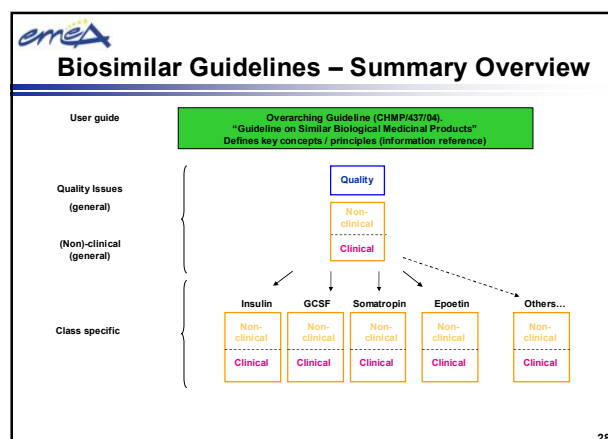 emeA
Biosimilar Guidelines – Summary Overview
User guide
Overarching Guideline (CHMP/437/04).
“Guideline on Similar Biological Medicinal Products”
Defines key concepts / principles (information reference)
Quality Issues
(general)
Quality
(Non)-clinical
(general)
Non-
clinical
Clinical
Class specific
Insulin
GCSF
Somatropin
Epoetin
Others...
Non-
clinical
Clinical
Non-
clinical
Clinical
Non-
clinical
Clinical
Non-
clinical
Clinical
Non-
clinical
Clinical
28